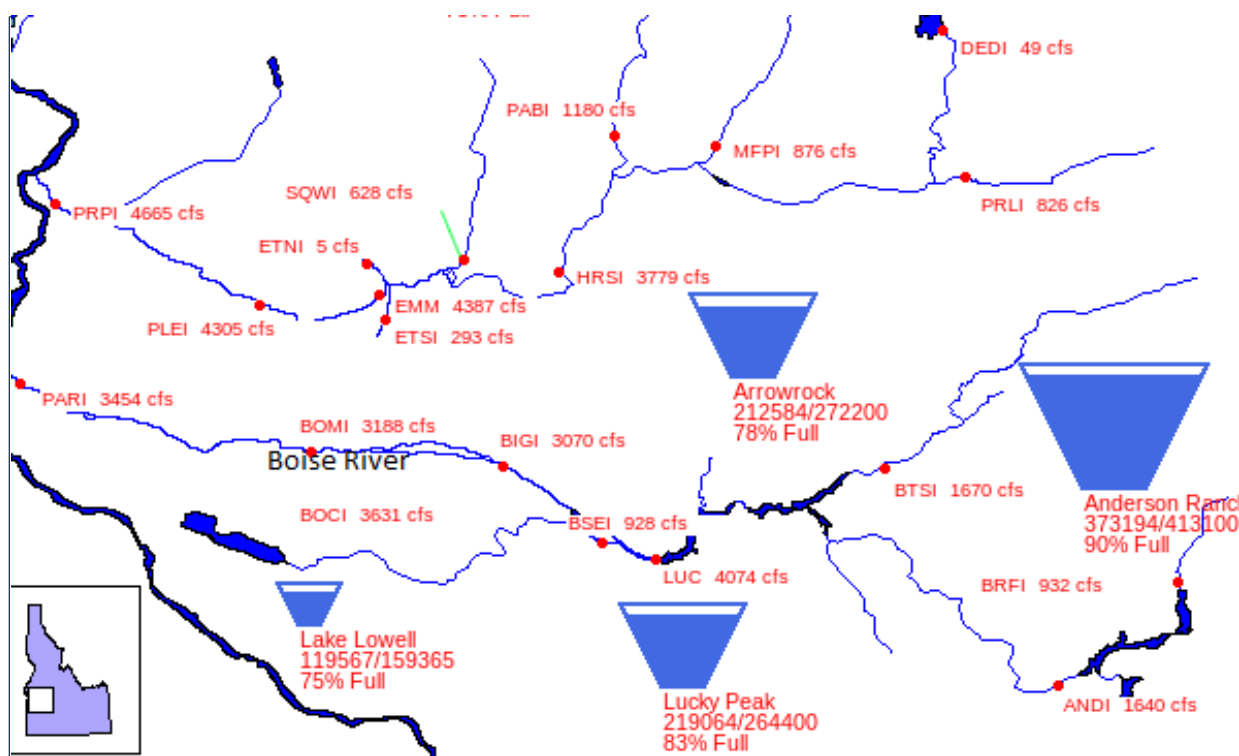 DEDI 49 cfs
PABI 1180 cfs
MFPI 876 cfs
SQWI 628 cfs
PRLI 826 cfs
PRPI 4665 cfs
ETNI 5 cfs
HRSI 3779 cfs
EMM 4387 cfs
PLEI 4305 cfs
ETSI 293 cfs
Arrowrock
212584/272200
78% Full
PARI 3454 cfs
BOMI 3188 cfs
BIGI 3070 cfs
Boise River
BTSI 1670 cfs
Anderson Ranch
373194/413100
90% Full
BOCI 3631 cfs
BSEI 928 cfs
LUC 4074 cfs
BRFI 932 cfs
Lake Lowell
119567/159365
75% Full
Lucky Peak
219064/264400
83% Full
ANDI 1640 cfs